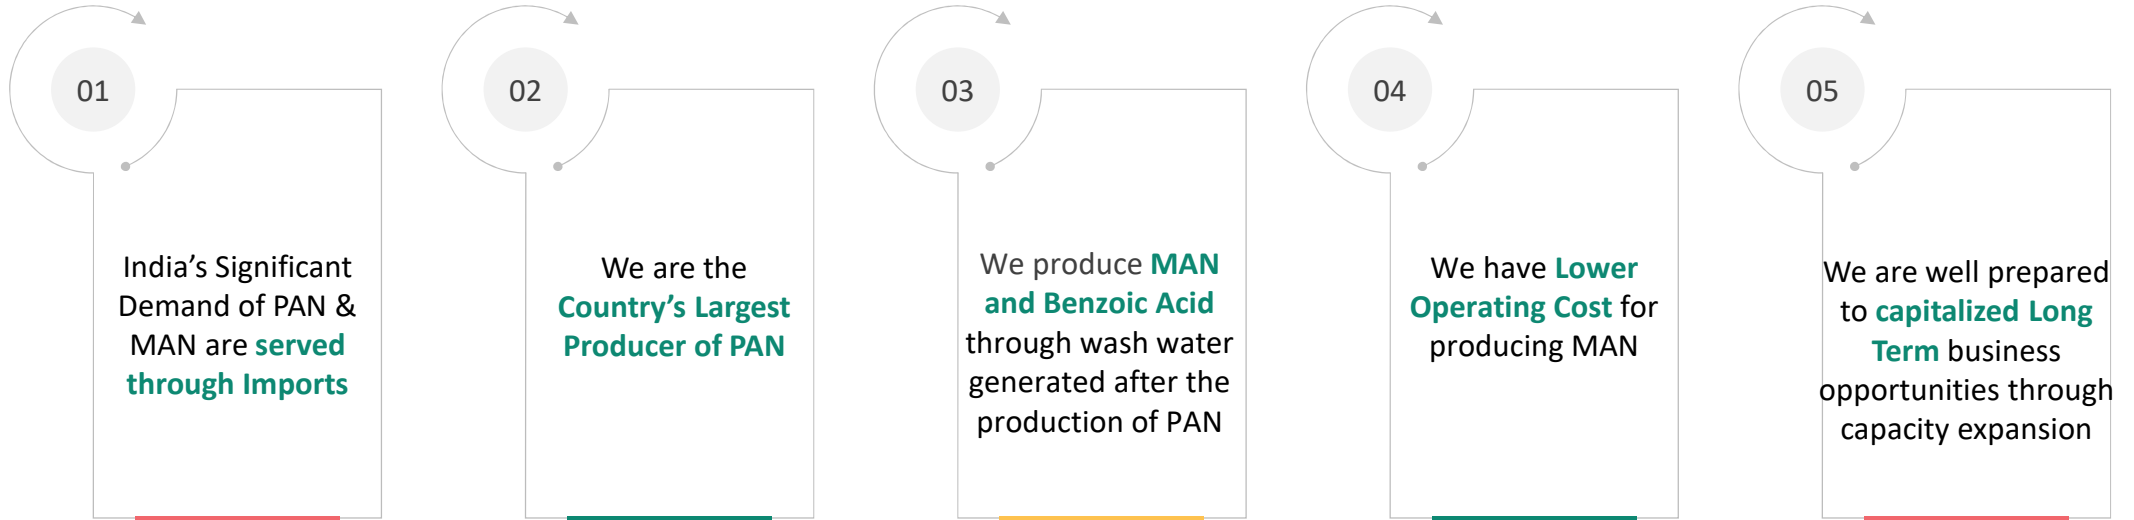 01
India’s Significant
Demand of PAN &
MAN are served
through Imports
02
We are the
Country’s Largest
Producer of PAN
03
We produce MAN
and Benzoic Acid
through wash water
generated after the
production of PAN
04
We have Lower
Operating Cost for
producing MAN
05
We are well prepared
to capitalized Long
Term business
opportunities through
capacity expansion